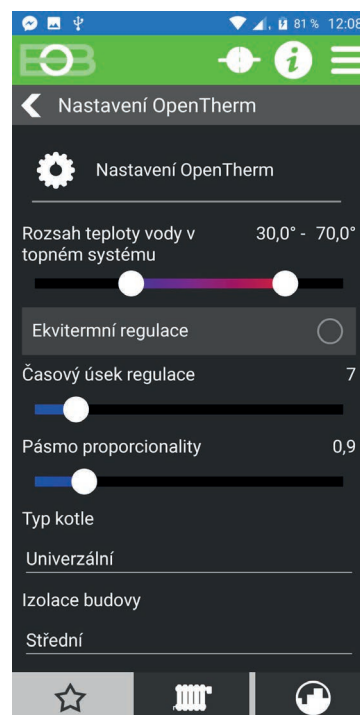 81 % 12:08
EOB
Nastavení OpenTherm
Nastavení OpenTherm
Rozsah teploty vody v 30,0° - 70,0°
topném systému
Ekvitermní regulace
Časový úsek regulace 7
Pásmo proporcionality 0,9
Typ kotle
Univerzální
Izolace budovy
Střední